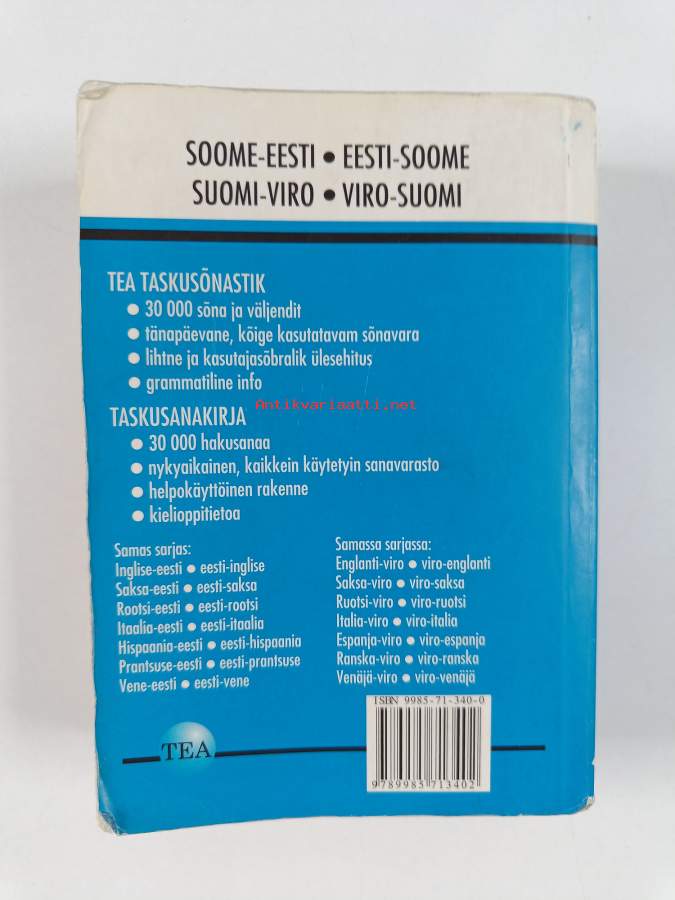 SOOME-EESTI • EESTI-SOOME
SUOMI-VIRO • VIRO-SUOMI
TEA TASKUSÕNASTIK
• 30 000 sõna ja väljendit
• tänapäevane, kõige kasutatavam sõnavara
• lihtne ja kasutajasõbralik ülesehitus
• grammatiline info
Antikvariaatti.net
TASKUSANAKIRJA
• 30 000 hakusanaa
• nykyaikainen, kaikkein käytetyin sanavarasto
• helpokäyttöinen rakenne
• kielioppitietoa
Samas sarjas:
Inglise-eesti • eesti-inglise
Saksa-eesti • eesti-saksa
Rootsi-eesti • eesti-rootsi
Itaalia-eesti • eesti-itaalia
Hispaania-eesti • eesti-hispaania
Prantsuse-eesti • eesti-prantsuse
Vene-eesti • eesti-vene
Samassa sarjassa:
Englanti-viro • viro-englanti
Saksa-viro • viro-saksa
Ruotsi-viro • viro-ruotsi
Italia-viro • viro-italia
Espanja-viro • viro-espanja
Ranska-viro • viro-ranska
Venäjä-viro • viro-venäjä
ISBN 9985-71-340-0
9 789985 713402
TEA